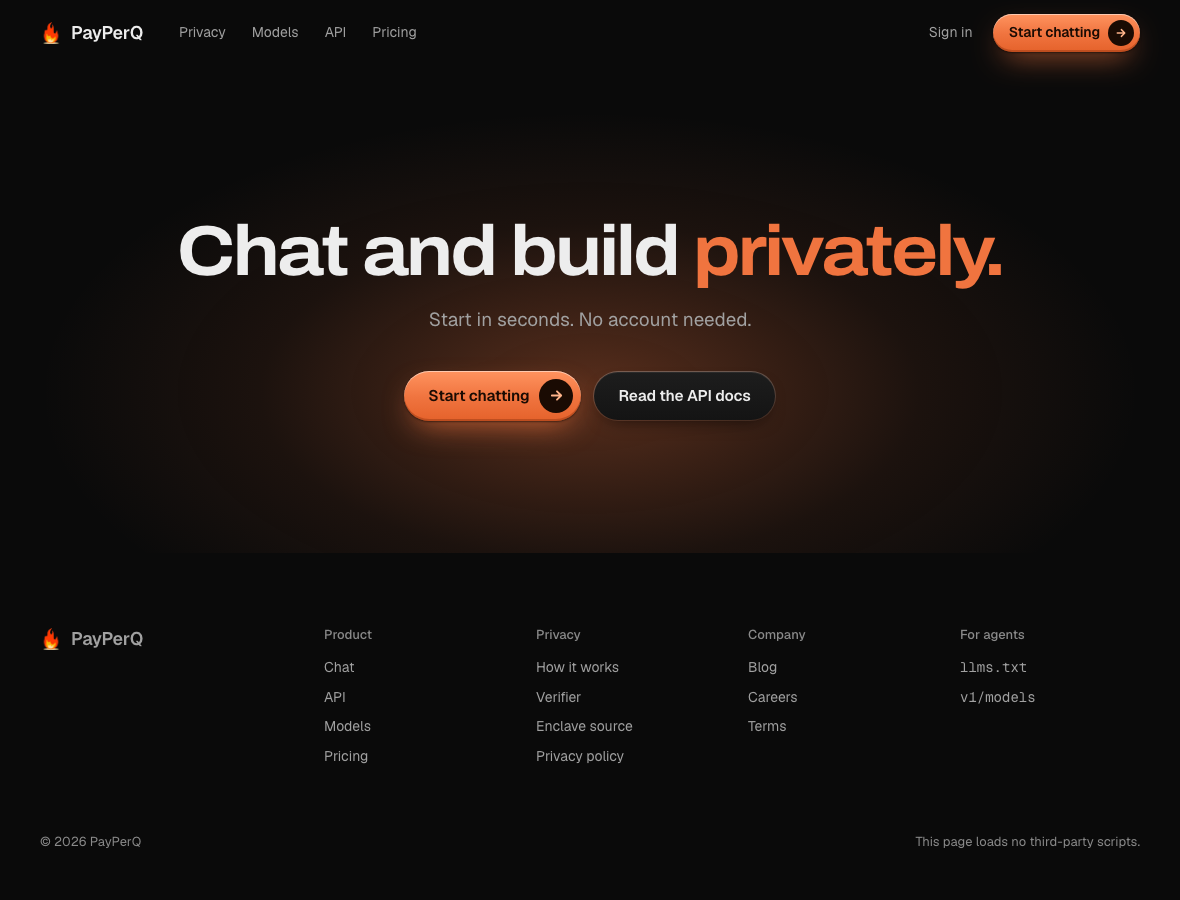 PayPerQ
Privacy
Models
API
Pricing
Sign in
Start chatting
Chat and build privately.
Start in seconds. No account needed.
Start chatting
Read the API docs
PayPerQ
Product
Chat
API
Models
Pricing
Privacy
How it works
Verifier
Enclave source
Privacy policy
Company
Blog
Careers
Terms
For agents
llms.txt
v1/models
© 2026 PayPerQ
This page loads no third-party scripts.